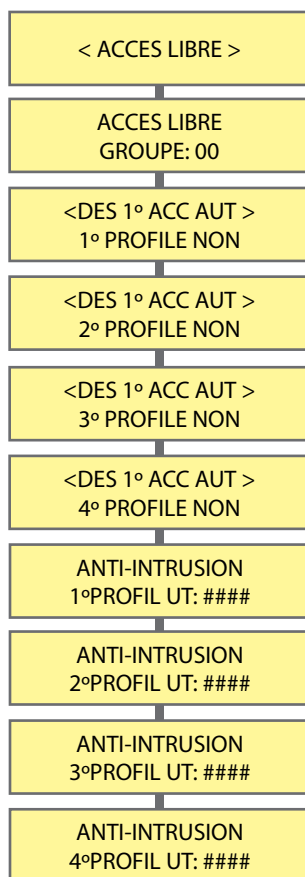 < ACCES LIBRE >
ACCES LIBRE
GROUPE: 00
<DES 1º ACC AUT >
1º PROFILE NON
<DES 1º ACC AUT >
2º PROFILE NON
<DES 1º ACC AUT >
3º PROFILE NON
<DES 1º ACC AUT >
4º PROFILE NON
ANTI-INTRUSION
1ºPROFIL UT: ####
ANTI-INTRUSION
2ºPROFIL UT: ####
ANTI-INTRUSION
3ºPROFIL UT: ####
ANTI-INTRUSION
4ºPROFIL UT: ####